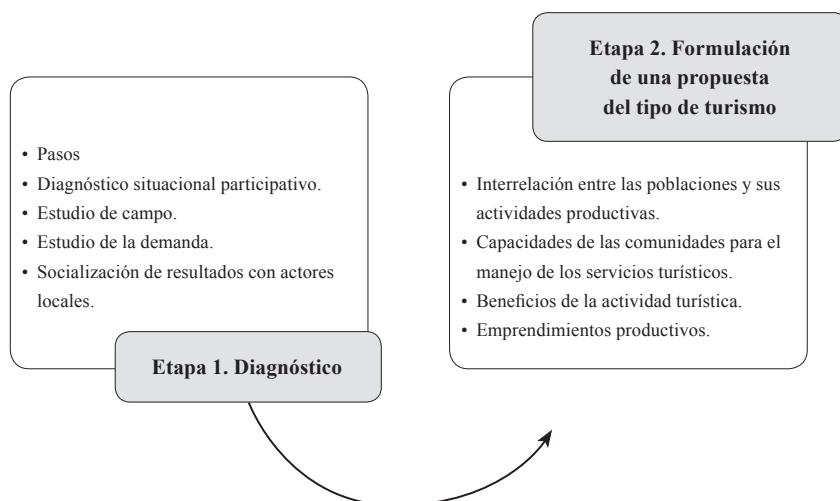 • Pasos
• Diagnóstico situacional participativo.
• Estudio de campo.
• Estudio de la demanda.
• Socialización de resultados con actores
locales.
Etapa 1. Diagnóstico
Etapa 2. Formulación
de una propuesta
del tipo de turismo
• Interrelación entre las poblaciones y sus
actividades productivas.
• Capacidades de las comunidades para el
manejo de los servicios turísticos.
• Beneficios de la actividad turística.
• Emprendimientos productivos.